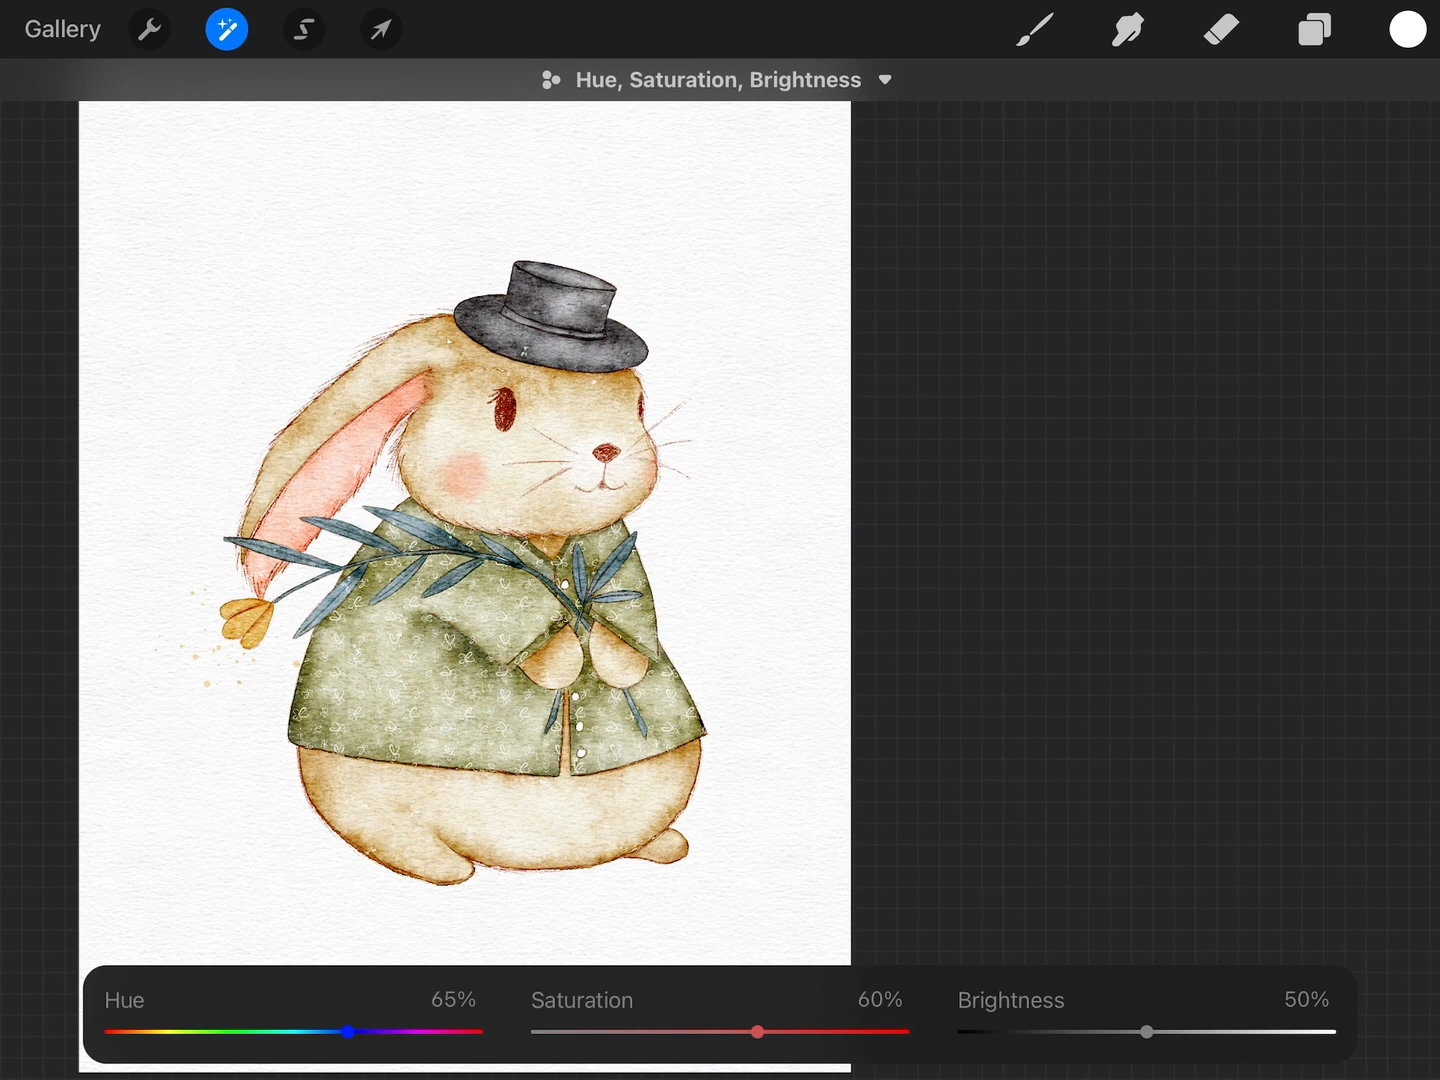 Gallery
Hue, Saturation, Brightness
Hue 65% Saturation 60% Brightness 50%